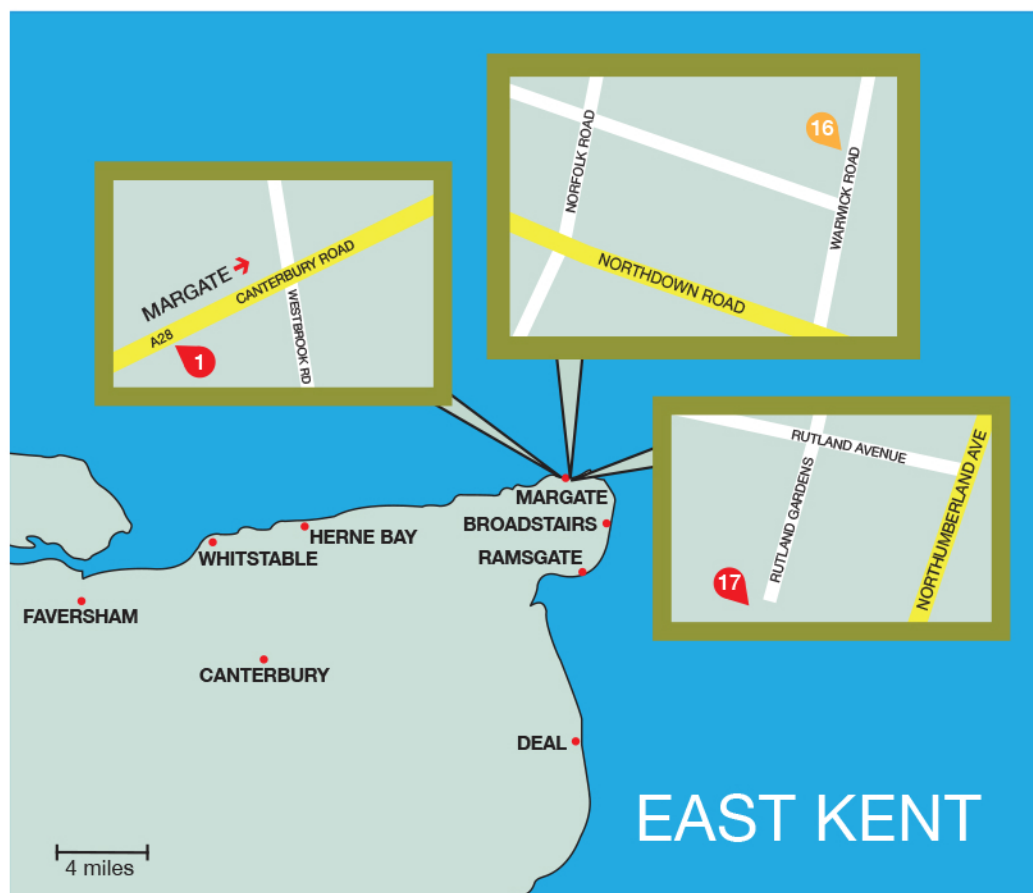 16
NORFOLK ROAD
WARWICK ROAD
NORTHDOWN ROAD
MARGATE
CANTERBURY ROAD
A28
WESTBROOK RD
1
RUTLAND AVENUE
RUTLAND GARDENS
NORTHUMBERLAND AVE
17
MARGATE
BROADSTAIRS
RAMSGATE
HERNE BAY
WHITSTABLE
FAVERSHAM
CANTERBURY
DEAL
EAST KENT
4 miles